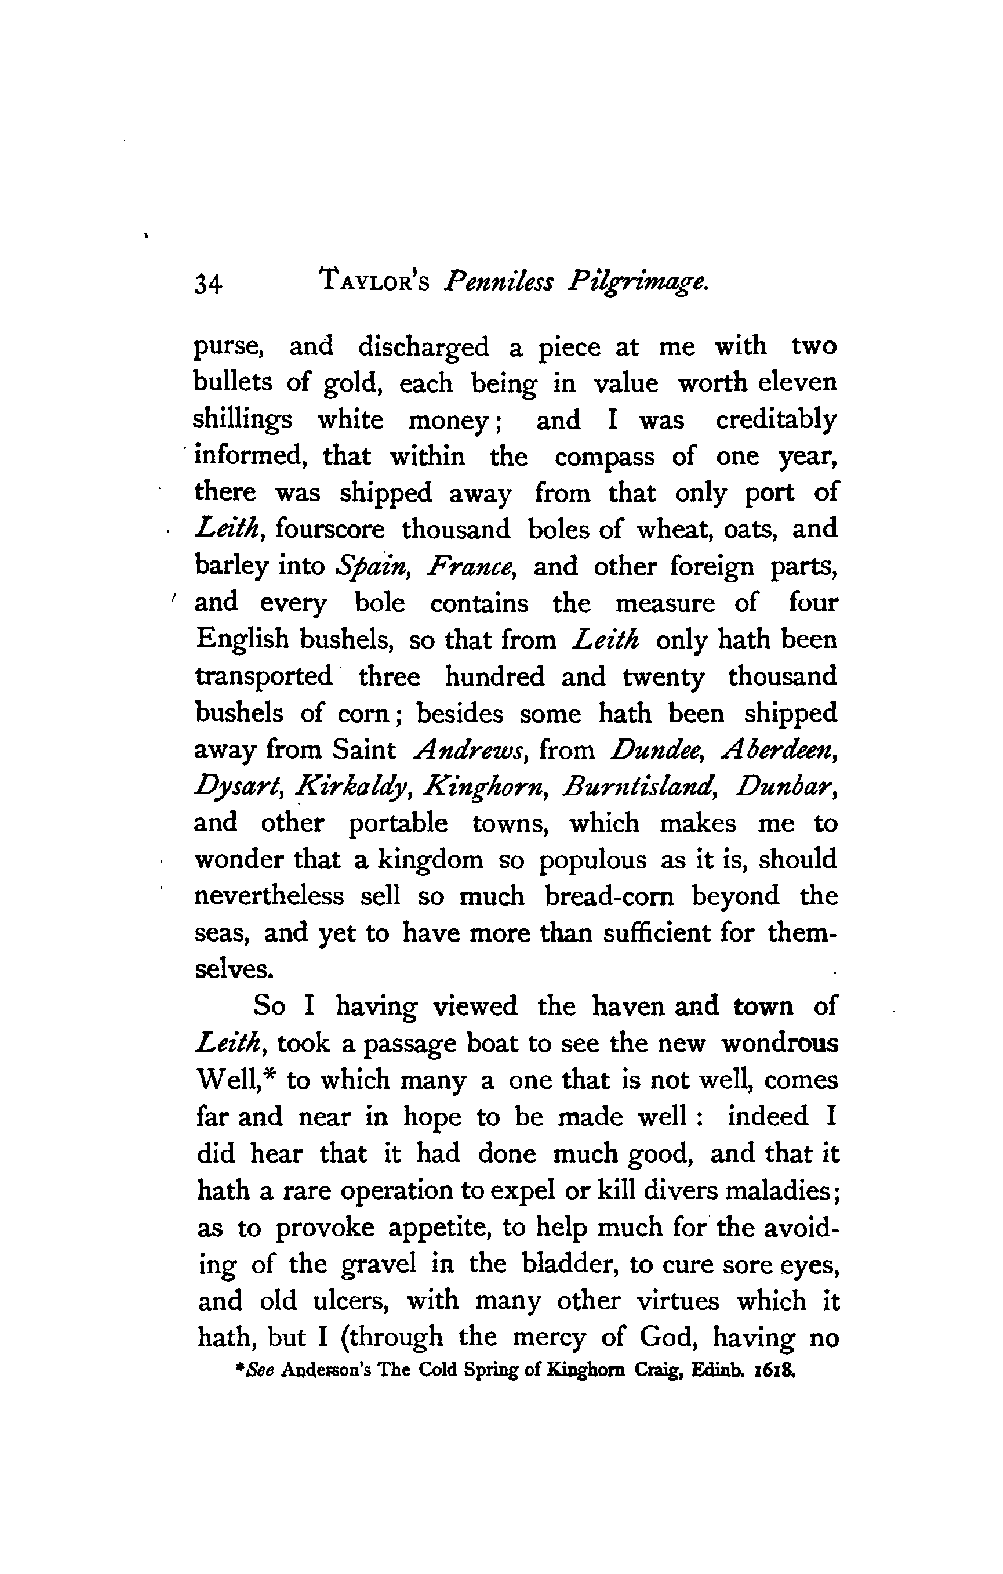 34 TAYLOR'S Penniless Pilgrimage.
purse, and discharged a piece at me with two
bullets of gold, each being in value worth eleven
shillings white money; and I was creditably
informed, that within the compass of one year,
there was shipped away from that only port of
Leith, fourscore thousand boles of wheat, oats, and
barley into Spain, France, and other foreign parts,
and every bole contains the measure of four
English bushels, so that from Leith only hath been
transported three hundred and twenty thousand
bushels of corn; besides some hath been shipped
away from Saint Andrews, from Dundee, Aberdeen,
Dysart, Kirkaldy, Kinghorn, Burntisland, Dunbar,
and other portable towns, which makes me to
wonder that a kingdom so populous as it is, should
nevertheless sell so much bread-corn beyond the
seas, and yet to have more than sufficient for them-
selves.
So I having viewed the haven and town of
Leith, took a passage boat to see the new wondrous
Well,* to which many a one that is not well, comes
far and near in hope to be made well : indeed I
did hear that it had done much good, and that it
hath a rare operation to expel or kill divers maladies;
as to provoke appetite, to help much for the avoid-
ing of the gravel in the bladder, to cure sore eyes,
and old ulcers, with many other virtues which it
hath, but I (through the mercy of God, having no
*See Anderson's The Cold Spring of Kinghorn Craig, Edinb. 1618.